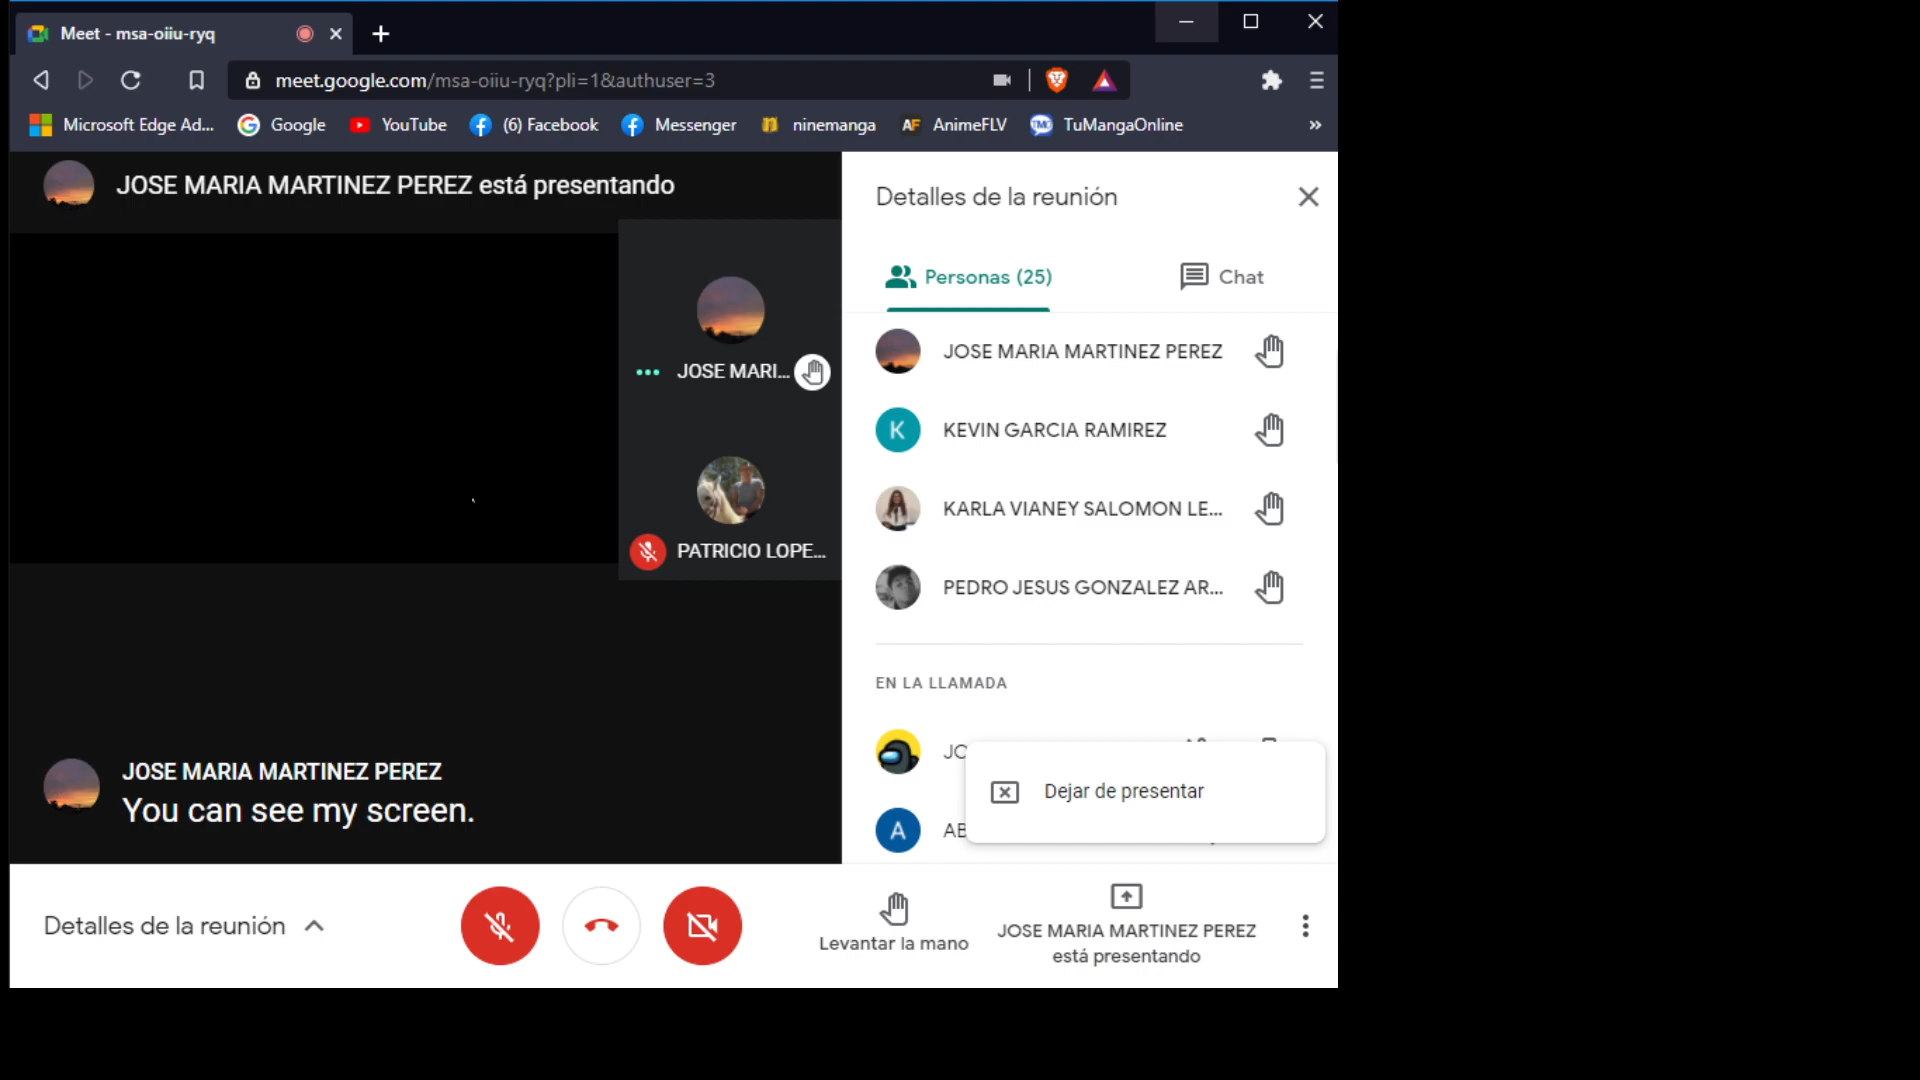 Meet - msa-oiiu-ryq
meet.google.com/msa-oiiu-ryq?pli=1&authuser=3
Microsoft Edge Ad... Google YouTube (6) Facebook Messenger ninemanga AF AnimeFLV TMO TuMangaOnline »
JOSE MARIA MARTINEZ PEREZ está presentando
JOSE MARI...
PATRICIO LOPE...
JOSE MARIA MARTINEZ PEREZ
You can see my screen.
Detalles de la reunión
Personas (25) Chat
JOSE MARIA MARTINEZ PEREZ
K KEVIN GARCIA RAMIREZ
KARLA VIANEY SALOMON LE...
PEDRO JESUS GONZALEZ AR...
EN LA LLAMADA
JO
A AB
Dejar de presentar
Detalles de la reunión
Levantar la mano
JOSE MARIA MARTINEZ PEREZ
está presentando